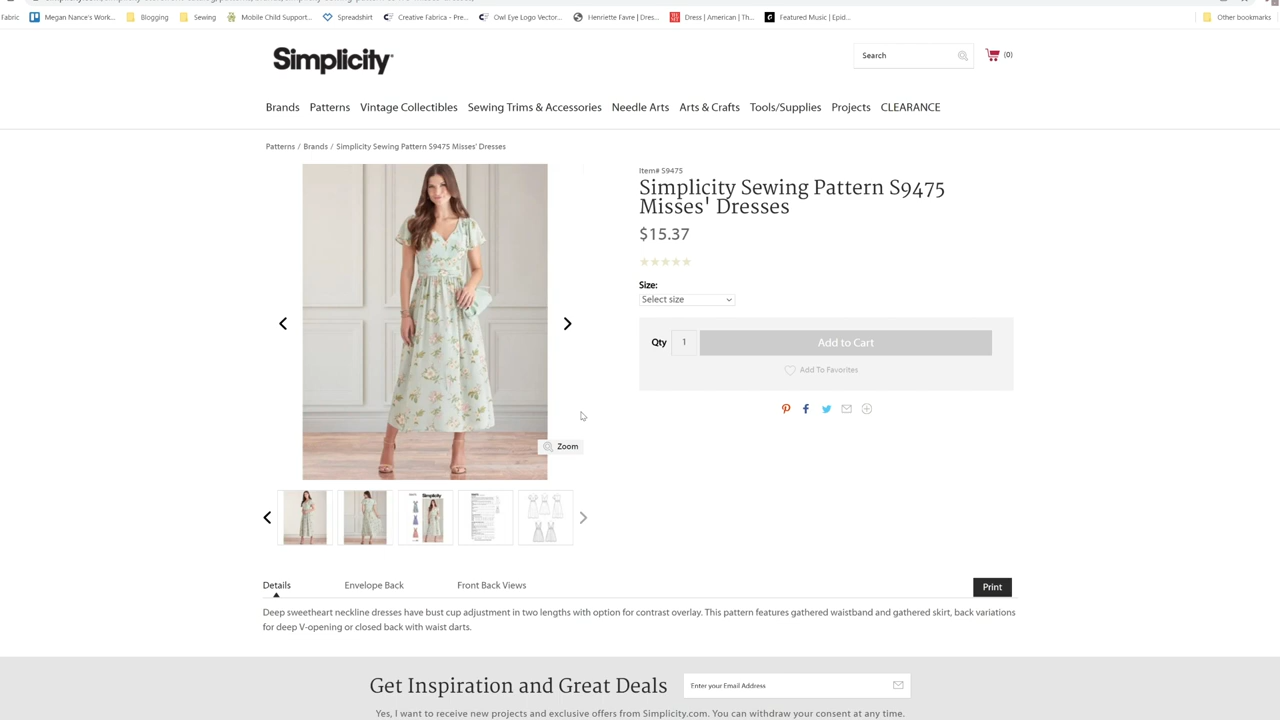 Fabric
Megan Nance's Work...
Blogging
Sewing
Mobile Child Support...
Spreadshirt
Creative Fabrica - Pre...
Owl Eye Logo Vector...
Henriette Favre | Dres...
Dress | American | Th...
Featured Music | Epid...
Other bookmarks
Simplicity
Search
(0)
Brands
Patterns
Vintage Collectibles
Sewing Trims & Accessories
Needle Arts
Arts & Crafts
Tools/Supplies
Projects
CLEARANCE
Patterns / Brands / Simplicity Sewing Pattern S9475 Misses' Dresses
Item# S9475
Simplicity Sewing Pattern S9475
Misses' Dresses
$15.37
Size:
Select size
Qty
1
Add to Cart
Add To Favorites
Zoom
Simplicity
Details
Envelope Back
Front Back Views
Print
Deep sweetheart neckline dresses have bust cup adjustment in two lengths with option for contrast overlay. This pattern features gathered waistband and gathered skirt, back variations
for deep V-opening or closed back with waist darts.
Get Inspiration and Great Deals
Enter your Email Address
Yes, I want to receive new projects and exclusive offers from Simplicity.com. You can withdraw your consent at any time.